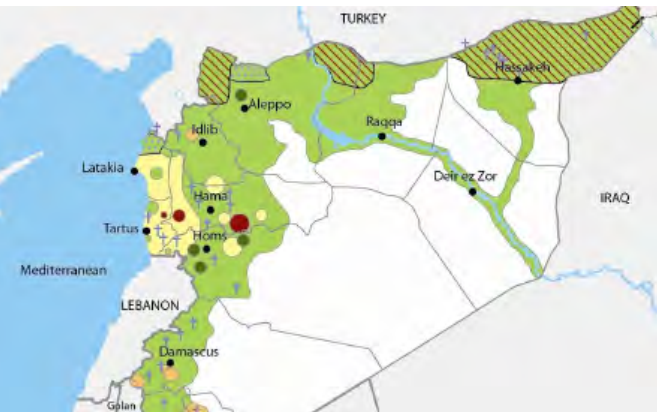 TURKEY
Hassakeh
Aleppo
Raqqa
Idlib
Latakia
Deir ez Zor
Hama
IRAQ
Tartus
Homs
Mediterranean
LEBANON
Damascus
Golan